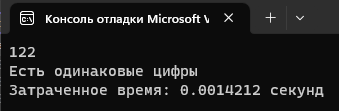 Консоль отладки Microsoft V
122
Есть одинаковые цифры
Затраченное время: 0.0014212 секунд